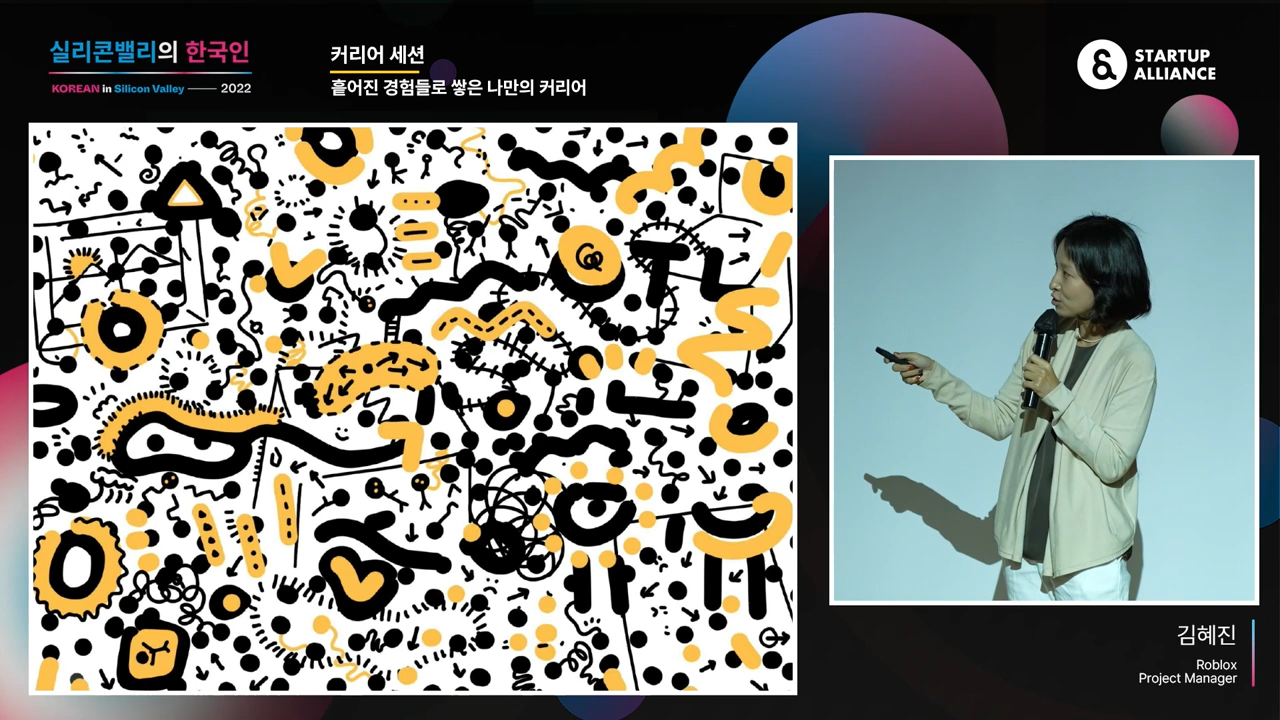 실리콘밸리의 한국인
KOREAN in Silicon Valley 2022
커리어 세션
흩어진 경험들로 쌓은 나만의 커리어
STARTUP
ALLIANCE
김혜진
Roblox
Project Manager